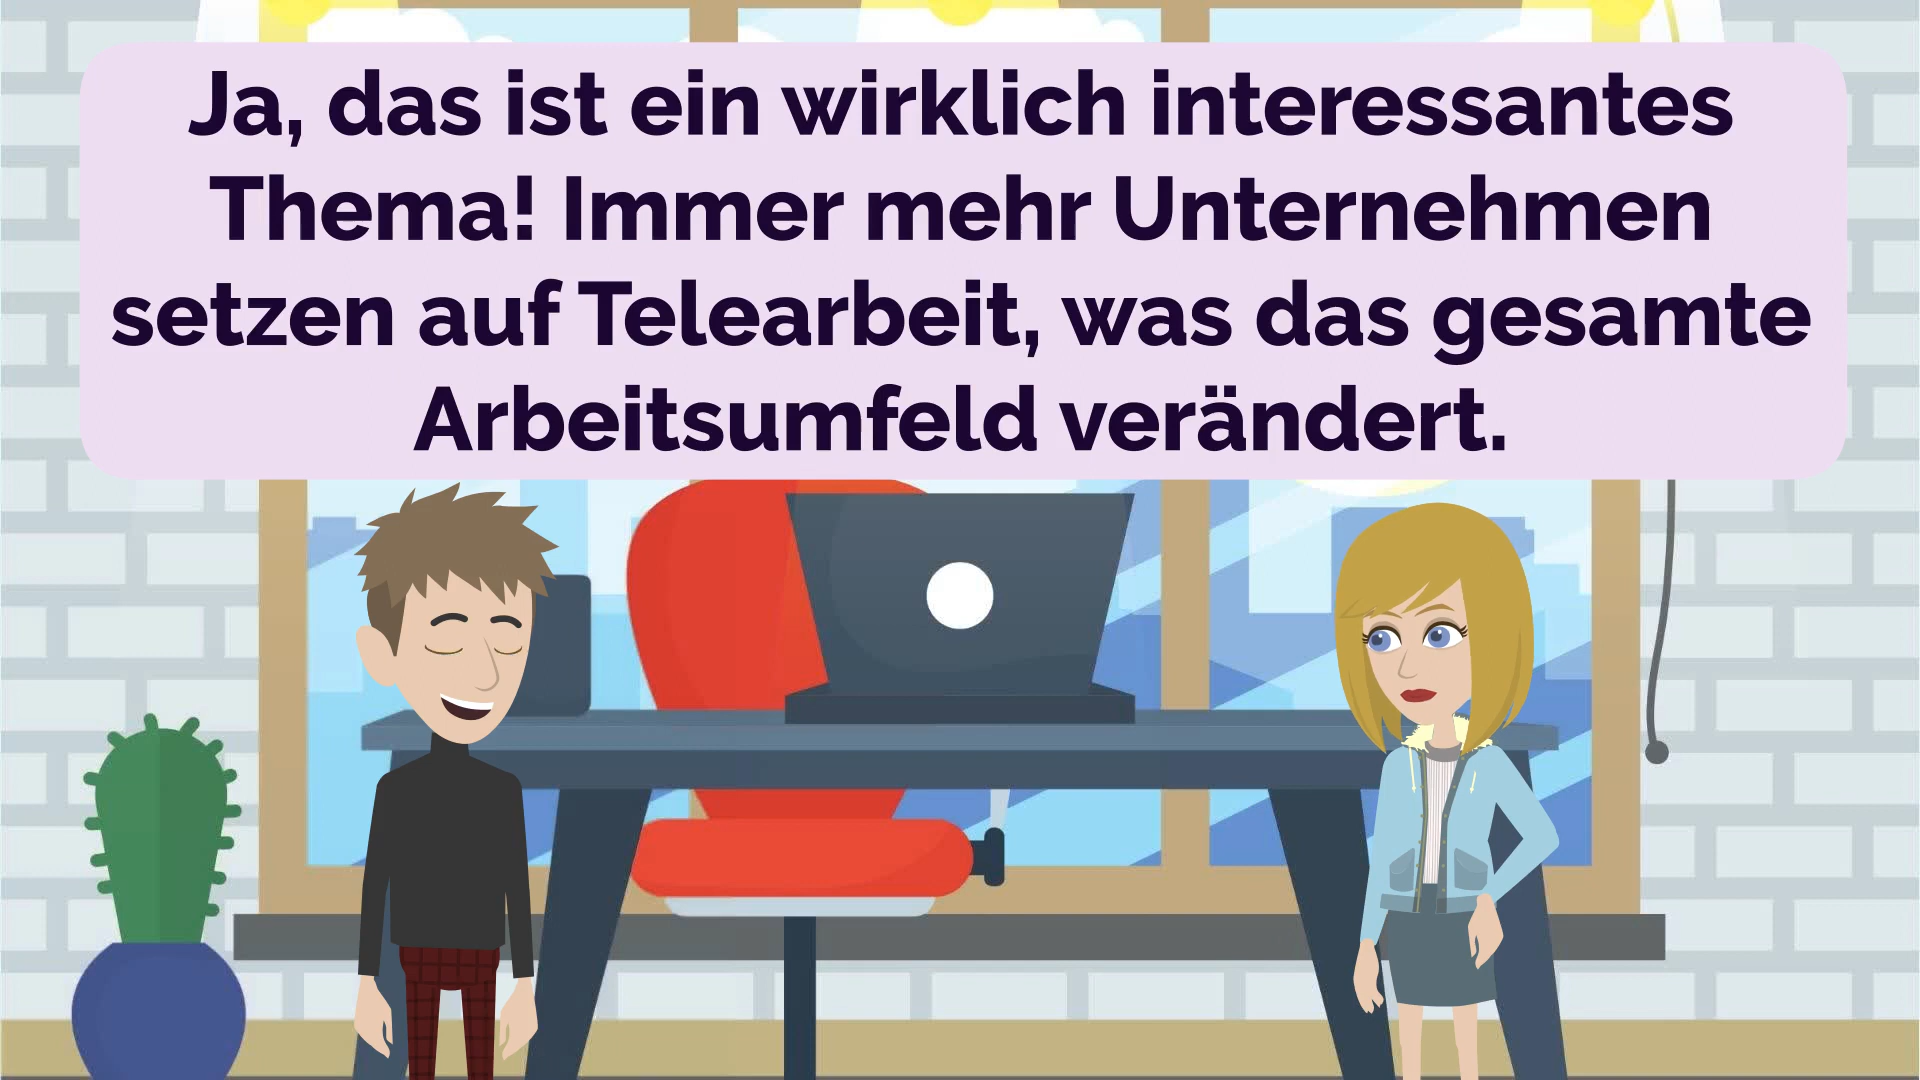 Ja, das ist ein wirklich interessantes
Thema! Immer mehr Unternehmen
setzen auf Telearbeit, was das gesamte
Arbeitsumfeld verändert.